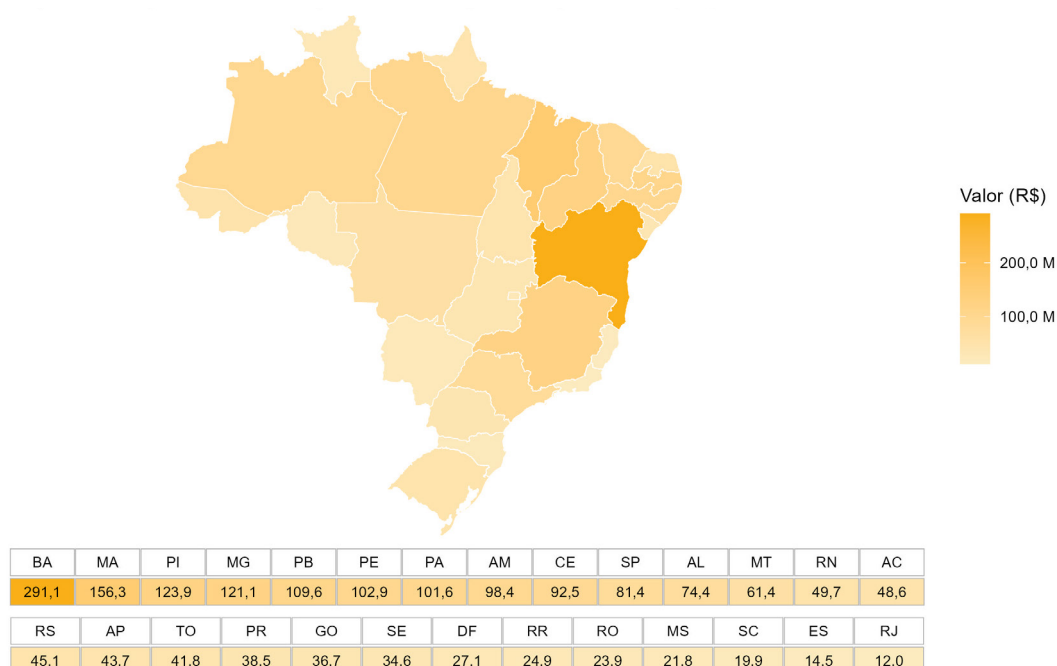 Valor (R$)
200,0 M
100,0 M
BA MA PI MG PB PE PA AM CE SP AL MT RN AC
291,1 156,3 123,9 121,1 109,6 102,9 101,6 98,4 92,5 81,4 74,4 61,4 49,7 48,6
RS AP TO PR GO SE DF RR RO MS SC ES RJ
45,1 43,7 41,8 38,5 36,7 34,6 27,1 24,9 23,9 21,8 19,9 14,5 12,0